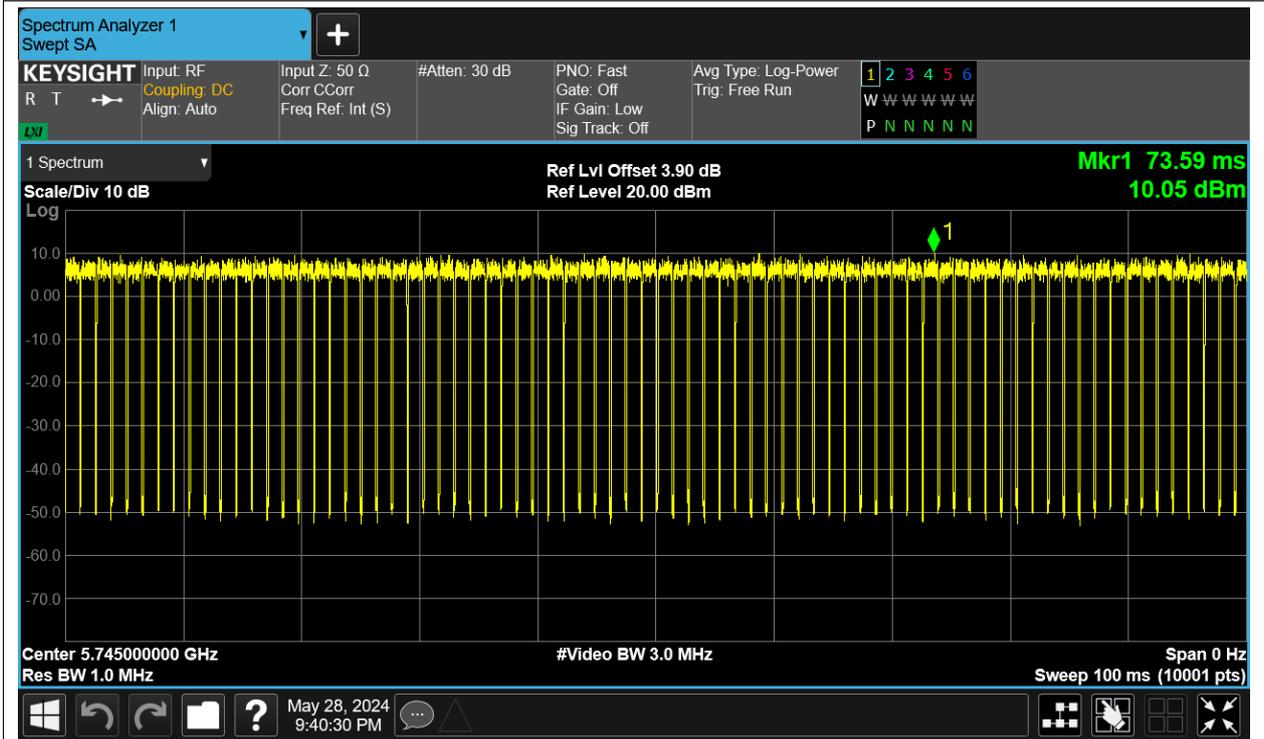 Spectrum Analyzer 1
Swept SA
+
KEYSIGHT
R T
LXI
Input: RF
Coupling: DC
Align: Auto
Input Z: 50 Ω
Corr CCorr
Freq Ref: Int (S)
#Atten: 30 dB
PNO: Fast
Gate: Off
IF Gain: Low
Sig Track: Off
Avg Type: Log-Power
Trig: Free Run
1 2 3 4 5 6
W W W W W W
P N N N N N
1 Spectrum
Scale/Div 10 dB
Ref Lvl Offset 3.90 dB
Ref Level 20.00 dBm
Mkr1 73.59 ms
10.05 dBm
Log
1
10.0
0.00
-10.0
-20.0
-30.0
-40.0
-50.0
-60.0
-70.0
Center 5.745000000 GHz
Res BW 1.0 MHz
#Video BW 3.0 MHz
Span 0 Hz
Sweep 100 ms (10001 pts)
?
May 28, 2024
9:40:30 PM